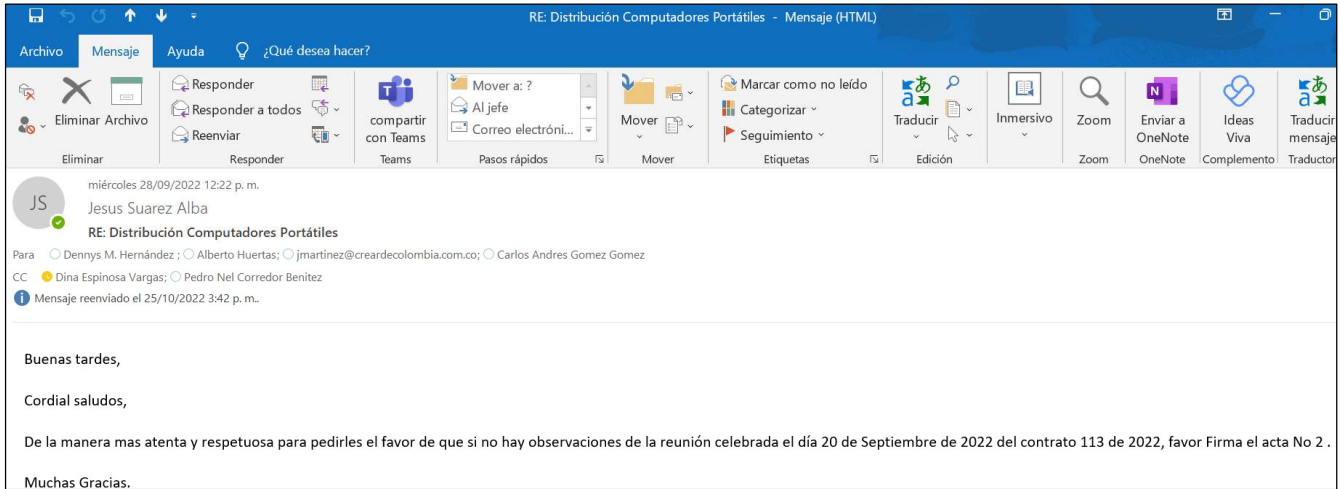 RE: Distribución Computadores Portátiles - Mensaje (HTML)
Archivo Mensaje Ayuda ¿Qué desea hacer?
Eliminar Archivo
Responder
Responder a todos
Reenviar
compartir con Teams
Mover a: ?
Al jefe
Correo electróni...
Mover
Marcar como no leído
Categorizar
Seguimiento
Traducir
Inmersivo
Zoom
Enviar a OneNote
Ideas Viva
Traducir mensaje
Eliminar Responder Teams Pasos rápidos Mover Etiquetas Edición Zoom OneNote Complemento Traductor
JS
miércoles 28/09/2022 12:22 p. m.
Jesus Suarez Alba
RE: Distribución Computadores Portátiles
Para Dennys M. Hernández ; Alberto Huertas; jmartinez@creardecolombia.com.co; Carlos Andres Gomez Gomez
CC Dina Espinosa Vargas; Pedro Nel Corredor Benitez
Mensaje reenviado el 25/10/2022 3:42 p. m..
Buenas tardes,
Cordial saludos,
De la manera mas atenta y respetuosa para pedirles el favor de que si no hay observaciones de la reunión celebrada el día 20 de Septiembre de 2022 del contrato 113 de 2022, favor Firma el acta No 2 .
Muchas Gracias.